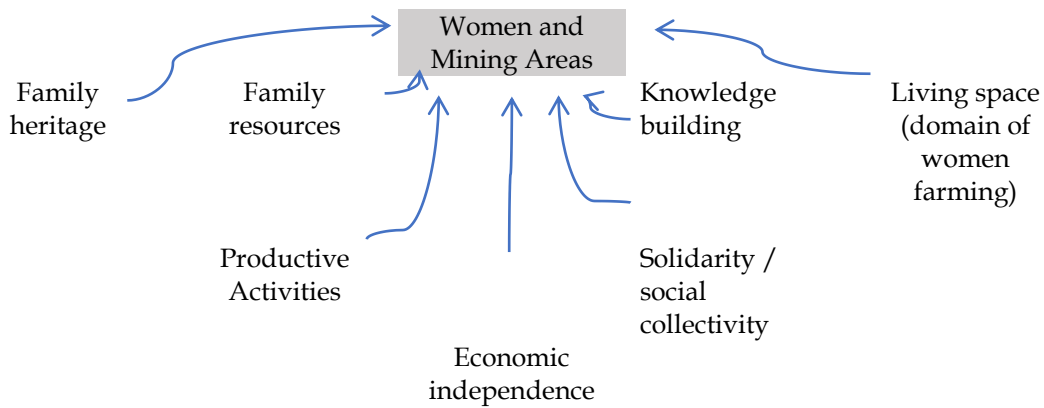 Women and
Mining Areas
Family
heritage
Family
resources
Knowledge
building
Living space
(domain of
women
farming)
Productive
Activities
Solidarity /
social
collectivity
Economic
independence